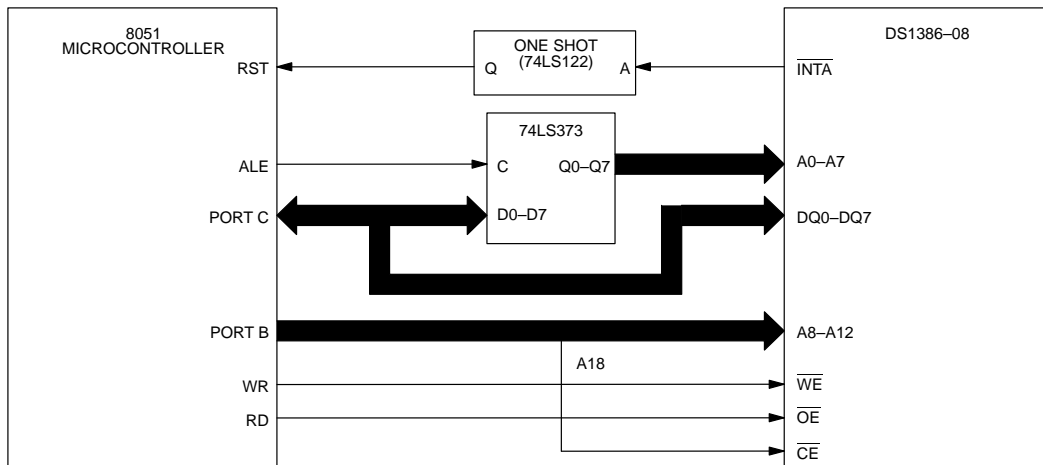 8051
MICROCONTROLLER
ONE SHOT
(74LS122)
DS1386–08
RST
Q
A
INTA
74LS373
ALE
C
Q0–Q7
A0–A7
PORT C
D0–D7
DQ0–DQ7
PORT B
A8–A12
A18
WR
WE
RD
OE
CE